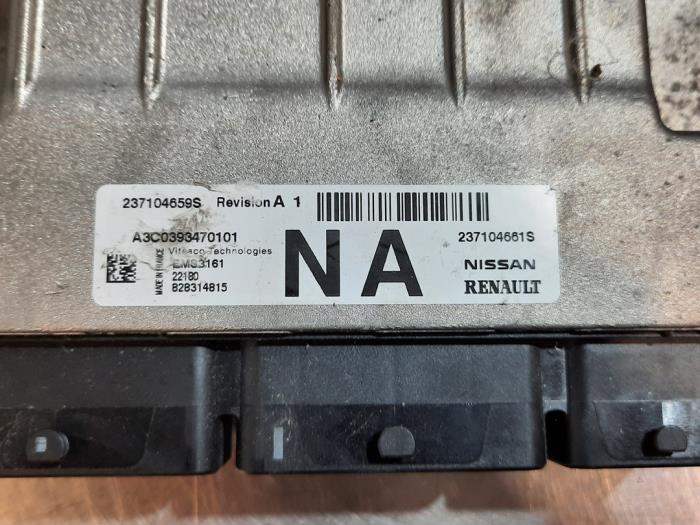 237104659S Revision A 1
A3C0393470101 237104661S
Vitesco Technologies
EMS3161
22180
828314815
MADE IN FRANCE
NA
NISSAN
RENAULT